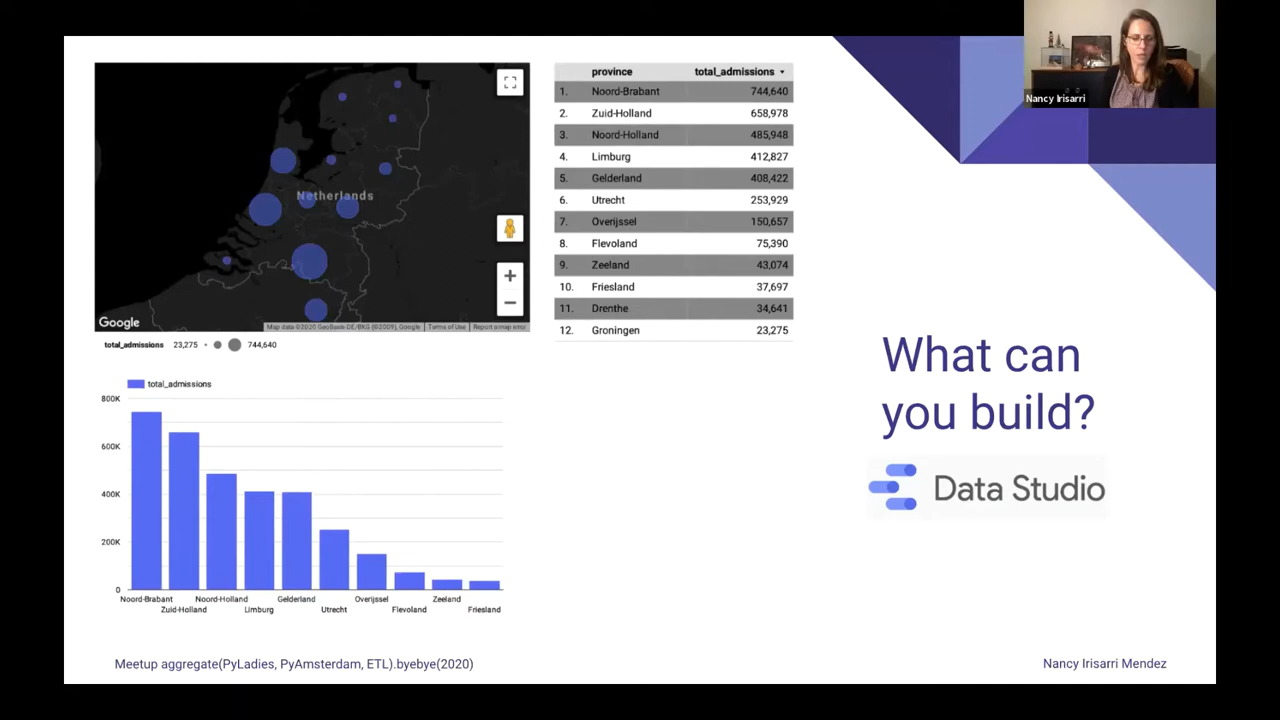 Nancy Irisarri
Netherlands
Google
Map data ©2020 GeoBasis-DE/BKG (©2009), Google
Terms of Use
Report a map error
total_admissions 23,275 744,640
province total_admissions
1. Noord-Brabant 744,640
2. Zuid-Holland 658,978
3. Noord-Holland 485,948
4. Limburg 412,827
5. Gelderland 408,422
6. Utrecht 253,929
7. Overijssel 150,657
8. Flevoland 75,390
9. Zeeland 43,074
10. Friesland 37,697
11. Drenthe 34,641
12. Groningen 23,275
total_admissions
800K
600K
400K
200K
0
Noord-Brabant Noord-Holland Gelderland Overijssel Zeeland
Zuid-Holland Limburg Utrecht Flevoland Friesland
What can
you build?
Data Studio
Meetup aggregate(PyLadies, PyAmsterdam, ETL).byebye(2020)
Nancy Irisarri Mendez